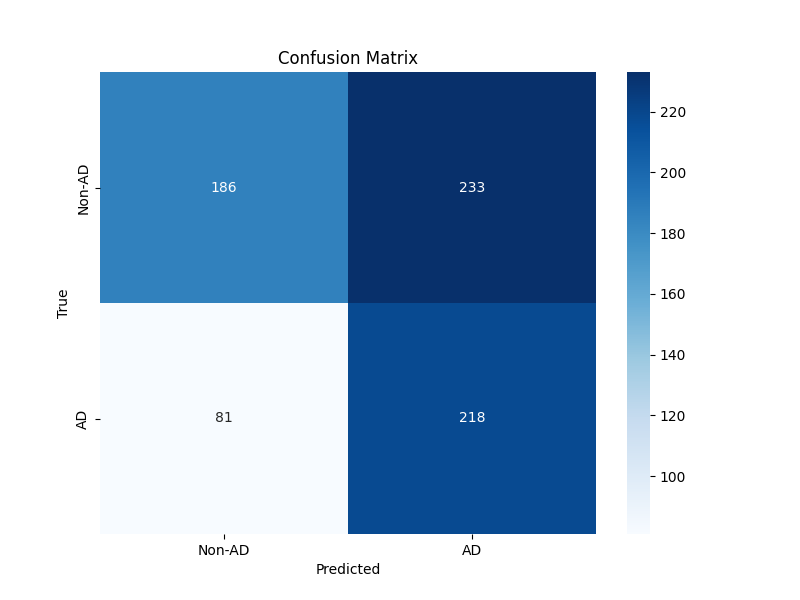 Confusion Matrix
Non-AD
AD
True
186
233
81
218
Non-AD
AD
Predicted
220
200
180
160
140
120
100